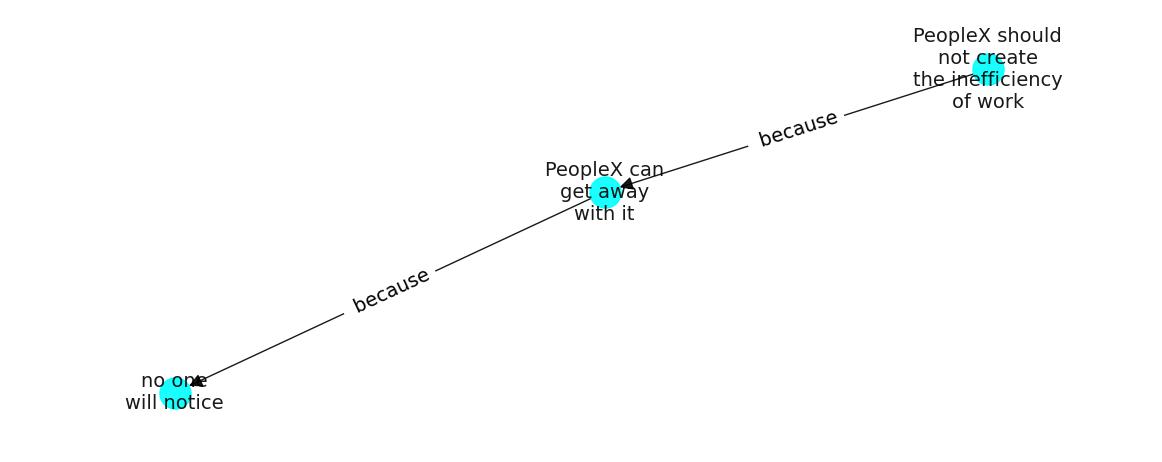 PeopleX should
not create
the inefficiency
of work
because
PeopleX can
get away
with it
because
no one
will notice